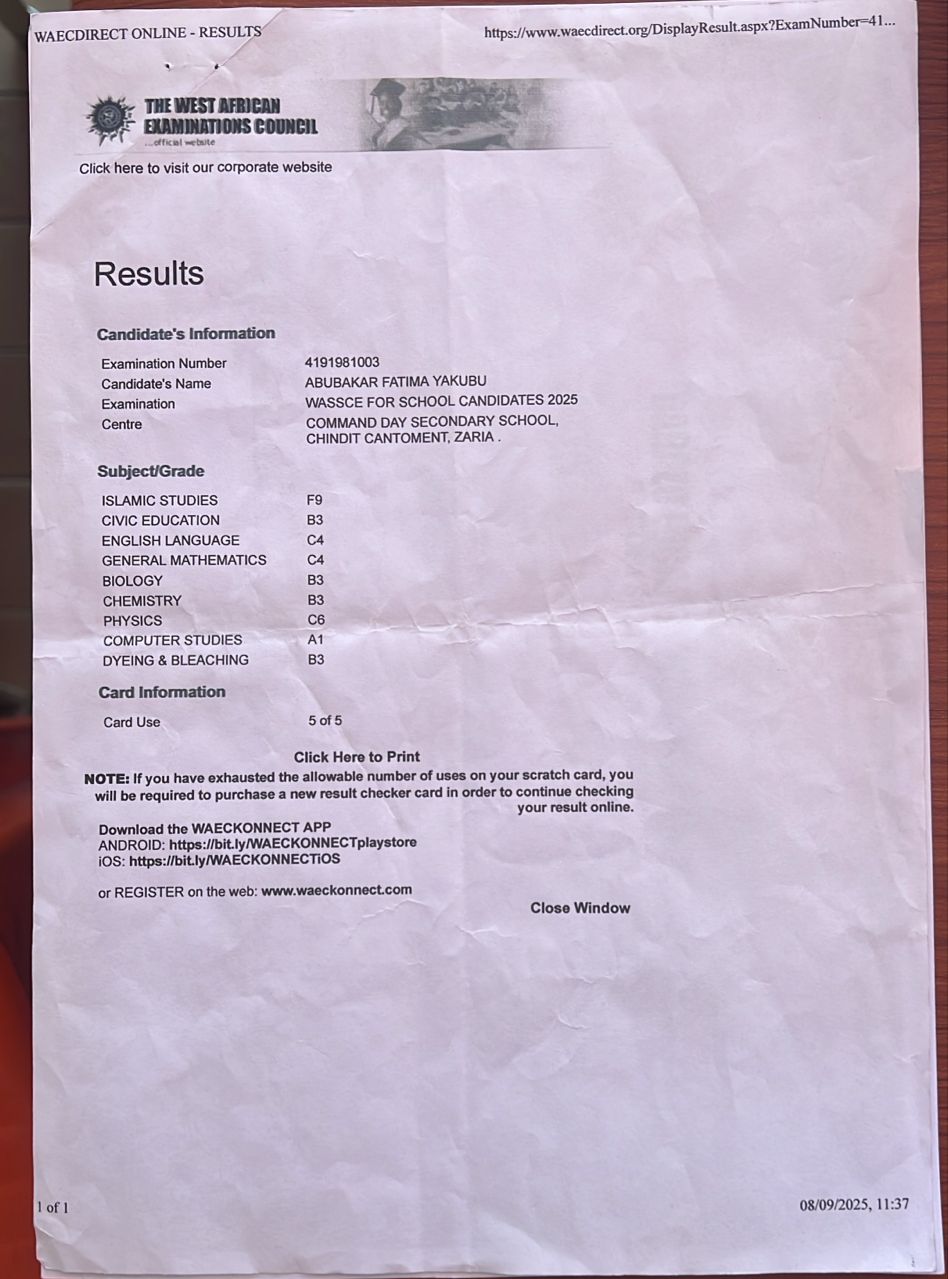 WAECDIRECT ONLINE - RESULTS
https://www.waecdirect.org/DisplayResult.aspx?ExamNumber=41...
THE WEST AFRICAN
EXAMINATIONS COUNCIL
...official website
Click here to visit our corporate website
Results
Candidate's Information
Examination Number 4191981003
Candidate's Name ABUBAKAR FATIMA YAKUBU
Examination WASSCE FOR SCHOOL CANDIDATES 2025
Centre COMMAND DAY SECONDARY SCHOOL,
CHINDIT CANTOMENT, ZARIA .
Subject/Grade
ISLAMIC STUDIES F9
CIVIC EDUCATION B3
ENGLISH LANGUAGE C4
GENERAL MATHEMATICS C4
BIOLOGY B3
CHEMISTRY B3
PHYSICS C6
COMPUTER STUDIES A1
DYEING & BLEACHING B3
Card Information
Card Use 5 of 5
Click Here to Print
NOTE: If you have exhausted the allowable number of uses on your scratch card, you
will be required to purchase a new result checker card in order to continue checking
your result online.
Download the WAECKONNECT APP
ANDROID: https://bit.ly/WAECKONNECTplaystore
iOS: https://bit.ly/WAECKONNECTiOS
or REGISTER on the web: www.waeckonnect.com
Close Window
1 of 1
08/09/2025, 11:37